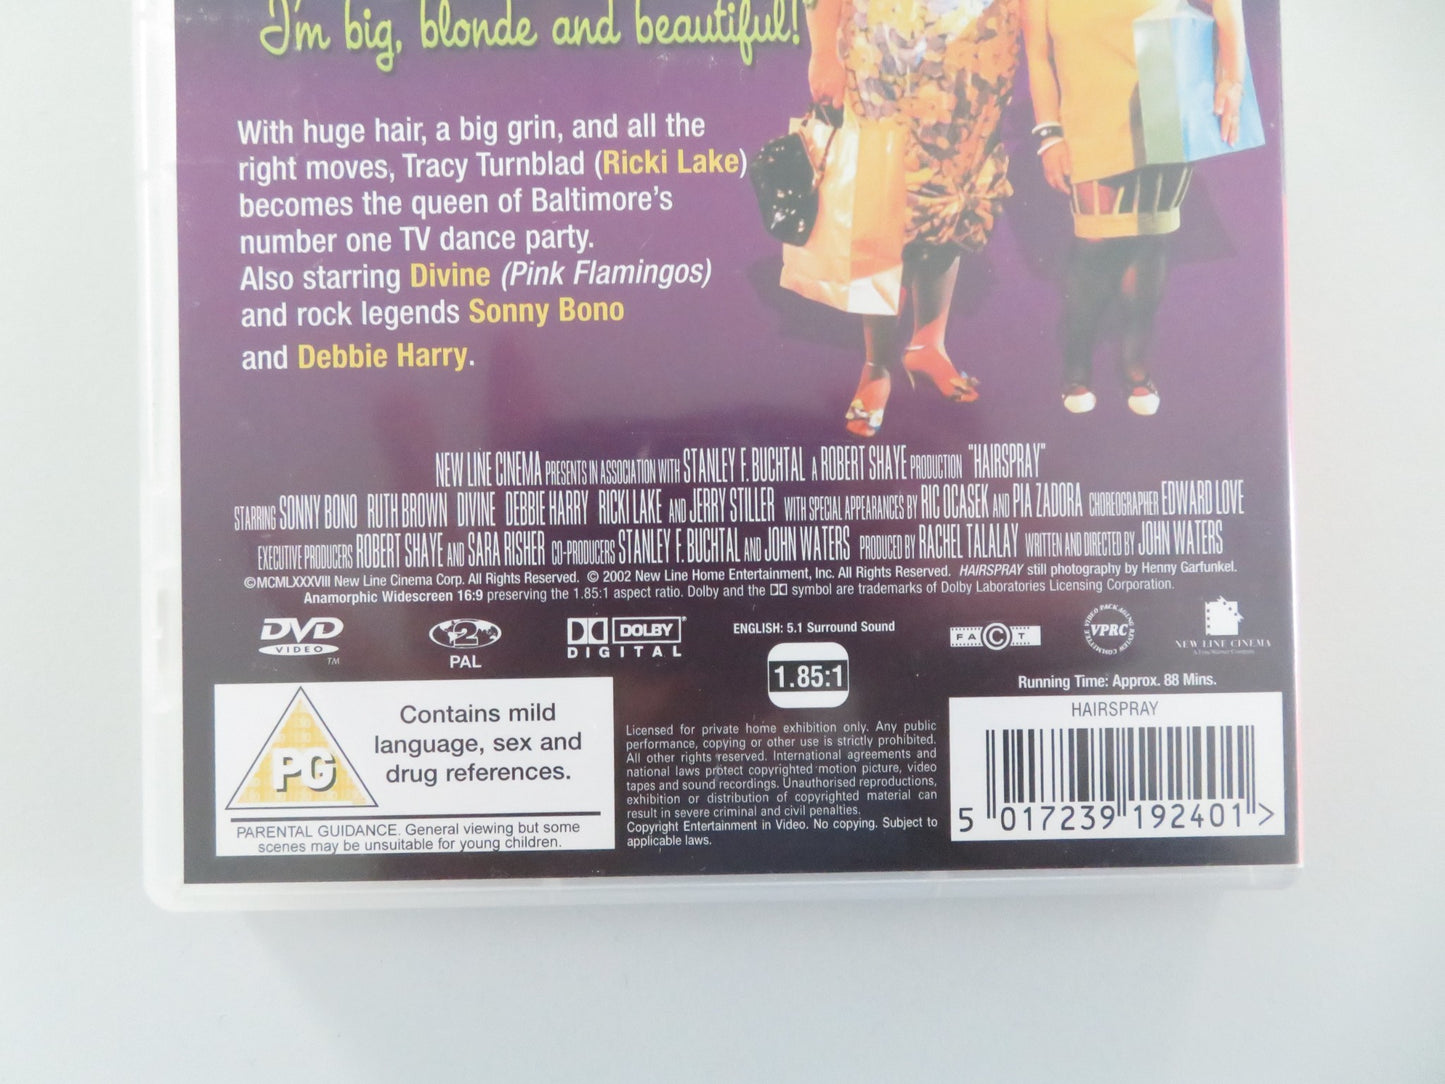 I'm big, blonde and beautiful!"
With huge hair, a big grin, and all the
right moves, Tracy Turnblad (Ricki Lake)
becomes the queen of Baltimore's
number one TV dance party.
Also starring Divine (Pink Flamingos)
and rock legends Sonny Bono
and Debbie Harry.
NEW LINE CINEMA PRESENTS IN ASSOCIATION WITH STANLEY F. BUCHTAL A ROBERT SHAYE PRODUCTION "HAIRSPRAY"
STARRING SONNY BONO RUTH BROWN DIVINE DEBBIE HARRY RICKI LAKE AND JERRY STILLER WITH SPECIAL APPEARANCES BY RIC OCASEK AND PIA ZADORA CHOREOGRAPHER EDWARD LOVE
EXECUTIVE PRODUCERS ROBERT SHAYE AND SARA RISHER CO-PRODUCERS STANLEY F. BUCHTAL AND JOHN WATERS PRODUCED BY RACHEL TALALAY WRITTEN AND DIRECTED BY JOHN WATERS
©MCMLXXXVIII New Line Cinema Corp. All Rights Reserved. © 2002 New Line Home Entertainment, Inc. All Rights Reserved. HAIRSPRAY still photography by Henny Garfunkel.
Anamorphic Widescreen 16:9 preserving the 1.85:1 aspect ratio. Dolby and the DD symbol are trademarks of Dolby Laboratories Licensing Corporation.
DVD
VIDEO
TM
2
PAL
DOLBY
DIGITAL
ENGLISH: 5.1 Surround Sound
1.85:1
FACT
VIDEO PACKAGING REVIEW COMMITTEE
VPRC
NEW LINE CINEMA
A Time Warner Company
Running Time: Approx. 88 Mins.
PG
Contains mild
language, sex and
drug references.
PARENTAL GUIDANCE. General viewing but some
scenes may be unsuitable for young children.
Licensed for private home exhibition only. Any public
performance, copying or other use is strictly prohibited.
All other rights reserved. International agreements and
national laws protect copyrighted motion picture, video
tapes and sound recordings. Unauthorised reproductions,
exhibition or distribution of copyrighted material can
result in severe criminal and civil penalties.
Copyright Entertainment in Video. No copying. Subject to
applicable laws.
HAIRSPRAY
5 017239 192401 >